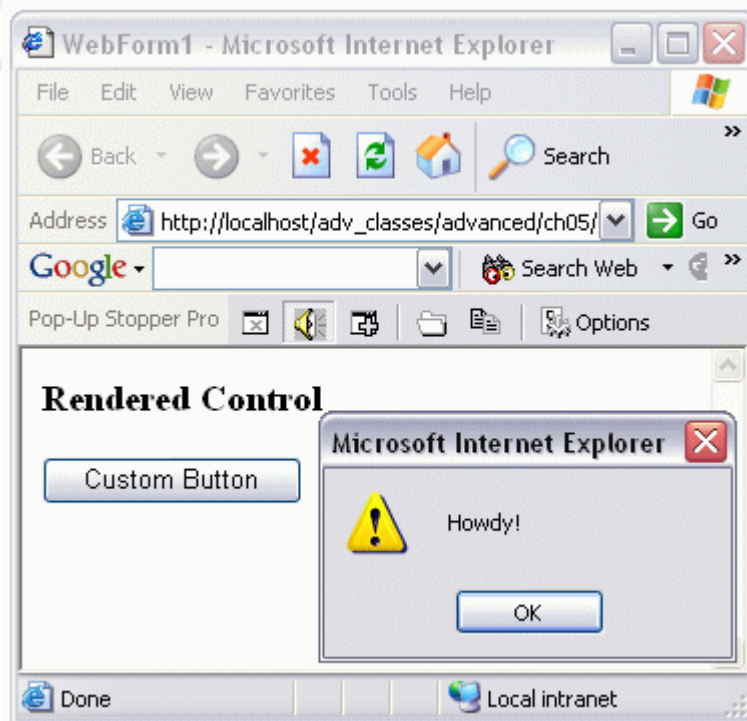 WebForm1 - Microsoft Internet Explorer
File Edit View Favorites Tools Help
Back Search
Address http://localhost/adv_classes/advanced/ch05/ Go
Google Search Web
Pop-Up Stopper Pro Options
Rendered Control
Custom Button
Microsoft Internet Explorer
Howdy!
OK
Done Local intranet